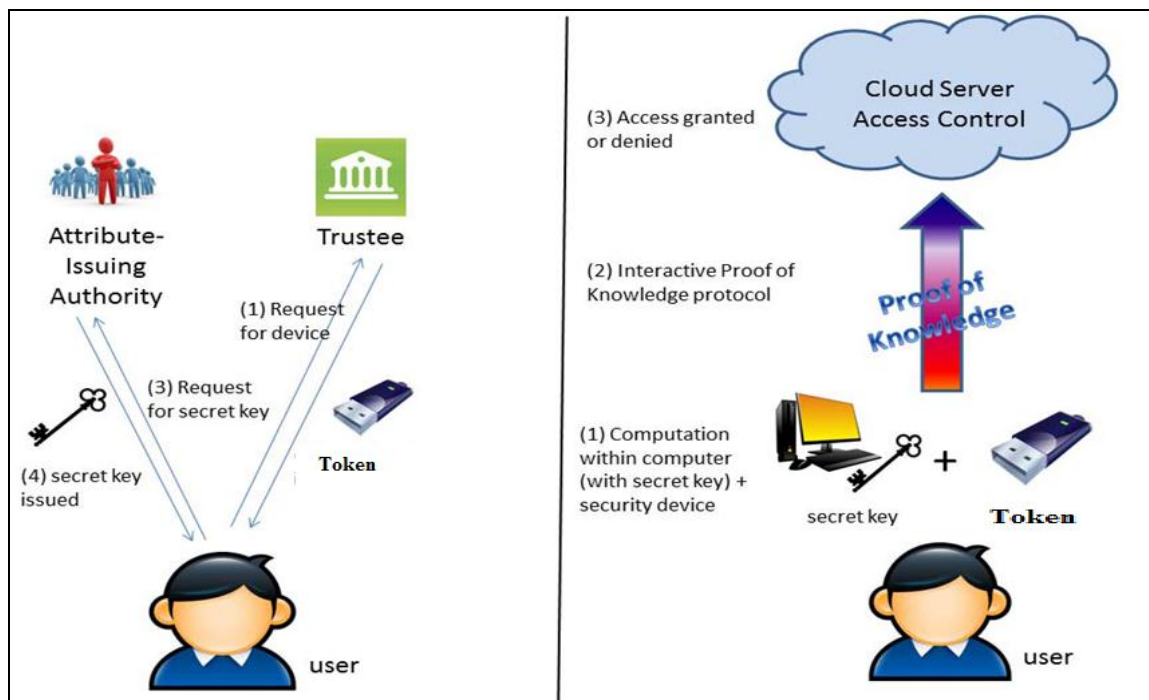 Attribute-
Issuing
Authority
Trustee
(1) Request
for device
(3) Request
for secret key
Token
(4) secret key
issued
user
Cloud Server
Access Control
(3) Access granted
or denied
(2) Interactive Proof of
Knowledge protocol
Proof of
Knowledge
(1) Computation
within computer
(with secret key) +
security device
+
secret key
Token
user